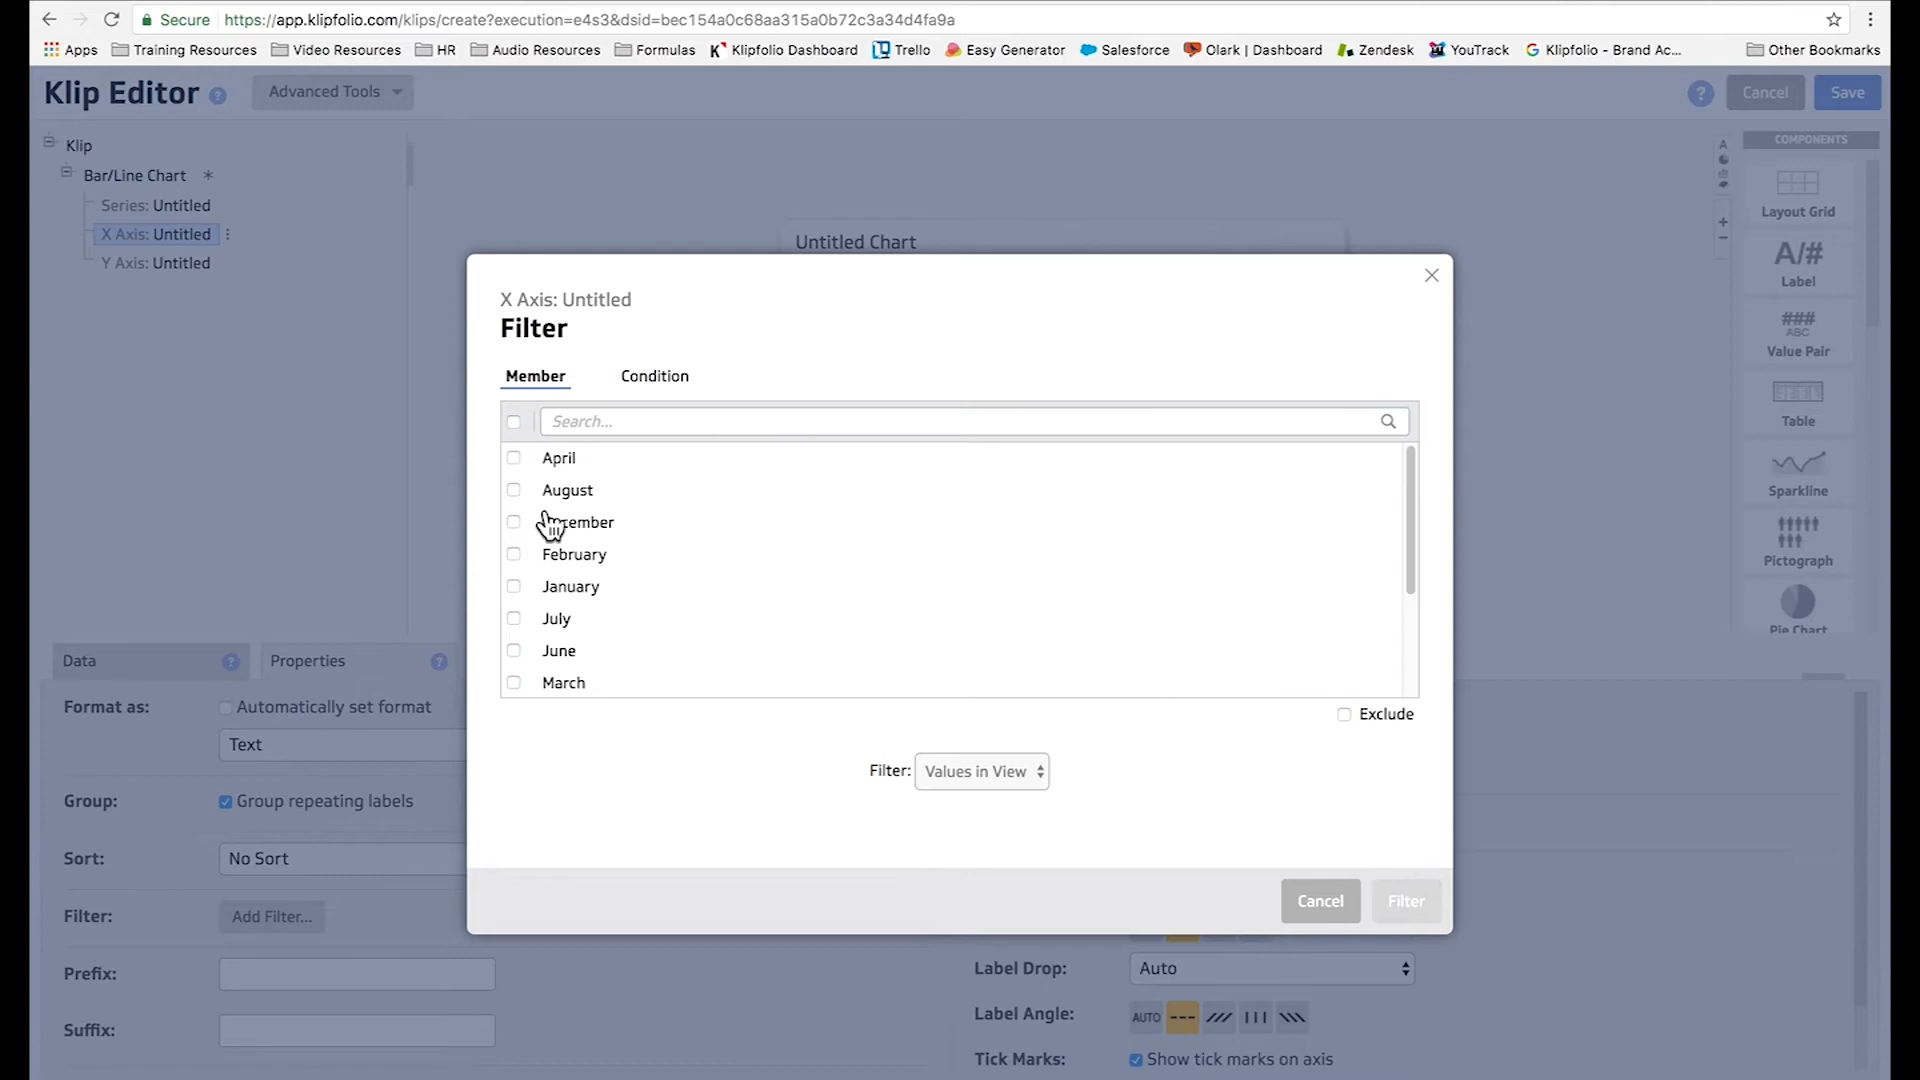 Secure https://app.klipfolio.com/klips/create?execution=e4s3&dsid=bec154a0c68aa315a0b72c3a34d4fa9a
Apps Training Resources Video Resources HR Audio Resources Formulas Klipfolio Dashboard Trello Easy Generator Salesforce Olark | Dashboard Zendesk YouTrack Klipfolio - Brand Ac... Other Bookmarks
Klip Editor ? Advanced Tools ? Cancel Save
COMPONENTS
Klip
Bar/Line Chart *
Series: Untitled
X Axis: Untitled
Y Axis: Untitled
Untitled Chart
Layout Grid
A/#
Label
###
ABC
Value Pair
Table
Sparkline
Pictograph
Pie Chart
X Axis: Untitled
Filter
Member Condition
Search...
April
August
February
January
July
June
March
Exclude
Filter: Values in View
Cancel Filter
Data ? Properties ?
Format as: Automatically set format
Text
Group: Group repeating labels
Sort: No Sort
Filter: Add Filter...
Prefix:
Suffix:
Label Drop: Auto
Label Angle: AUTO
Tick Marks: Show tick marks on axis